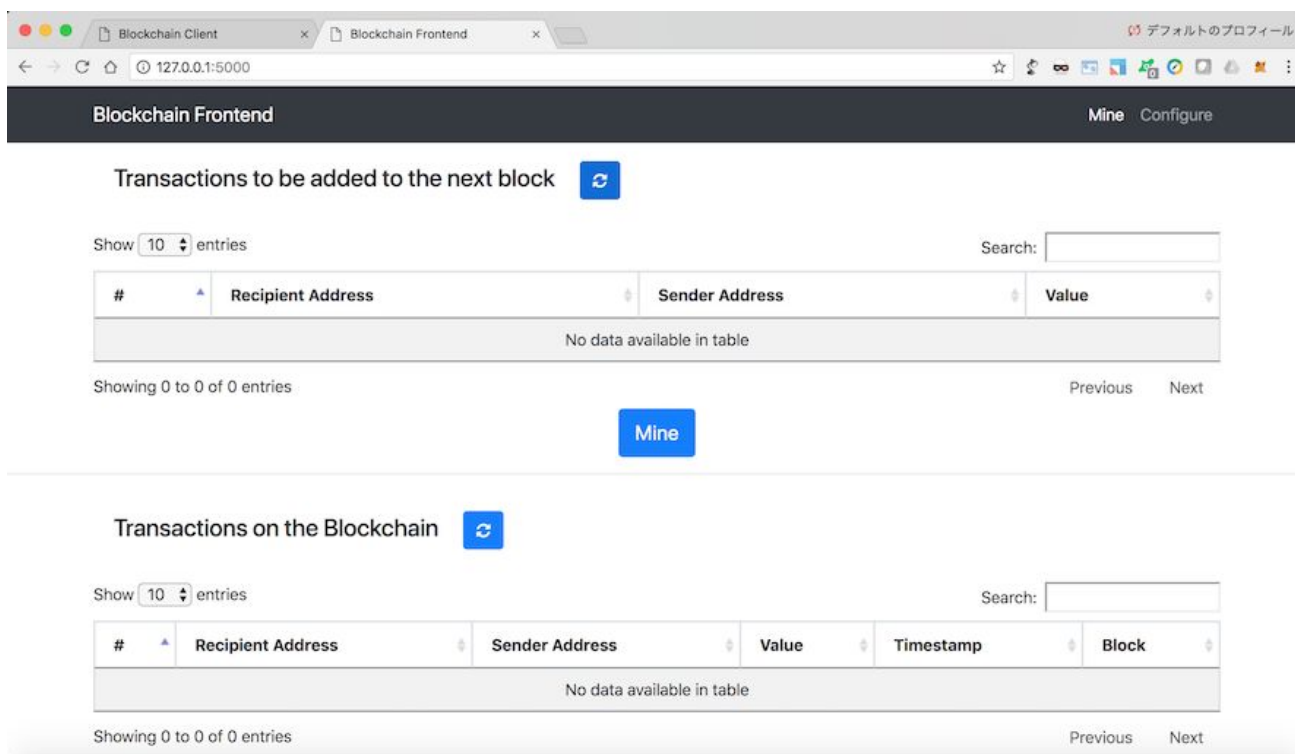 Blockchain Client
Blockchain Frontend
デフォルトのプロフィール
127.0.0.1:5000
Blockchain Frontend
Mine Configure
Transactions to be added to the next block
Show 10 entries
Search:
# Recipient Address Sender Address Value
No data available in table
Showing 0 to 0 of 0 entries
Previous Next
Mine
Transactions on the Blockchain
Show 10 entries
Search:
# Recipient Address Sender Address Value Timestamp Block
No data available in table
Showing 0 to 0 of 0 entries
Previous Next